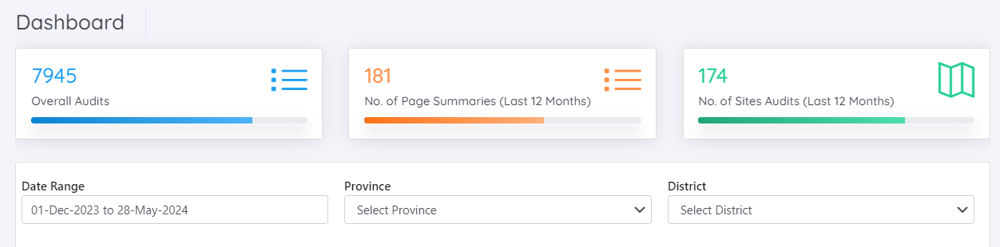 Dashboard
7945
Overall Audits
181
No. of Page Summaries (Last 12 Months)
174
No. of Sites Audits (Last 12 Months)
Date Range
01-Dec-2023 to 28-May-2024
Province
Select Province
District
Select District